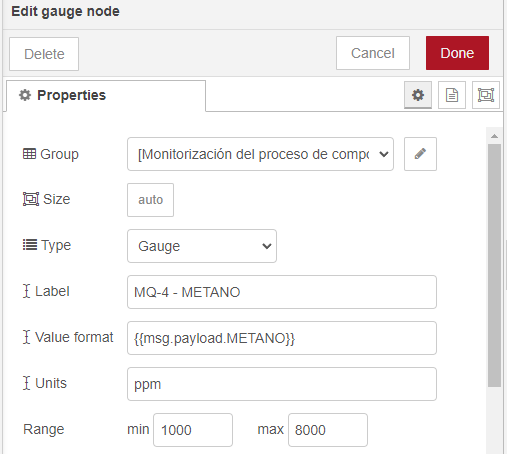 Edit gauge node
Delete
Cancel
Done
Properties
Group
[Monitorización del proceso de compo
Size
auto
Type
Gauge
Label
MQ-4 - METANO
Value format
{{msg.payload.METANO}}
Units
ppm
Range
min
1000
max
8000